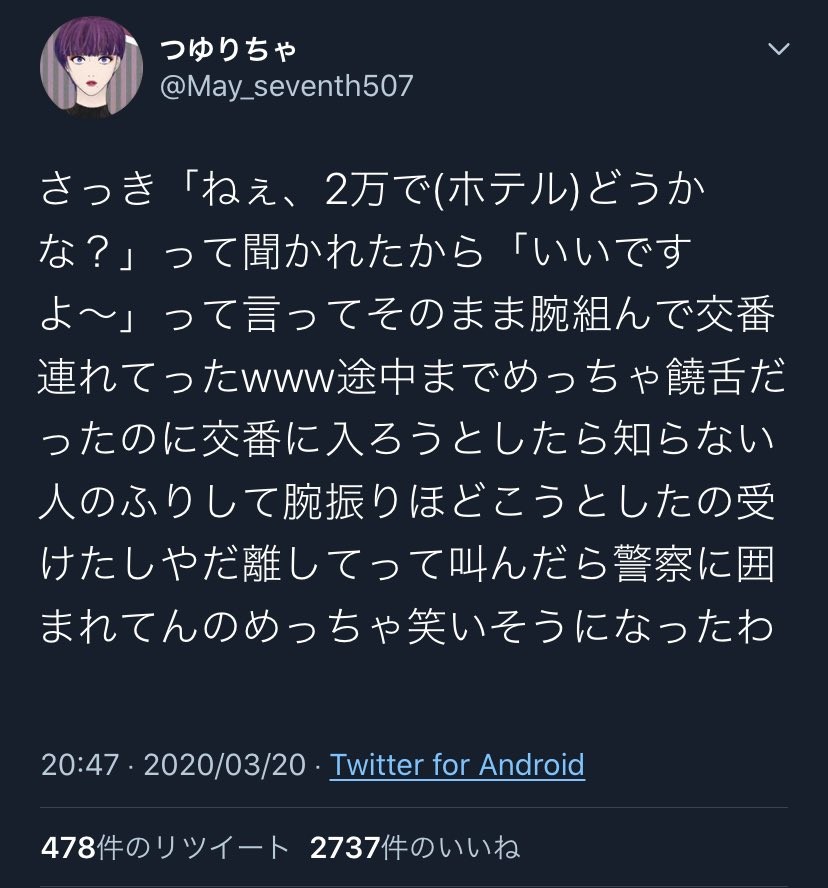 つゆりちゃ
@May_seventh507
さっき「ねぇ、2万で(ホテル)どうか
な？」って聞かれたから「いいです
よ〜」って言ってそのまま腕組んで交番
連れてったwww途中までめっちゃ饒舌だ
ったのに交番に入ろうとしたら知らない
人のふりして腕振りほどこうとしたの受
けたしやだ離してって叫んだら警察に囲
まれてんのめっちゃ笑いそうになったわ
20:47 · 2020/03/20 · Twitter for Android
478件のリツイート 2737件のいいね